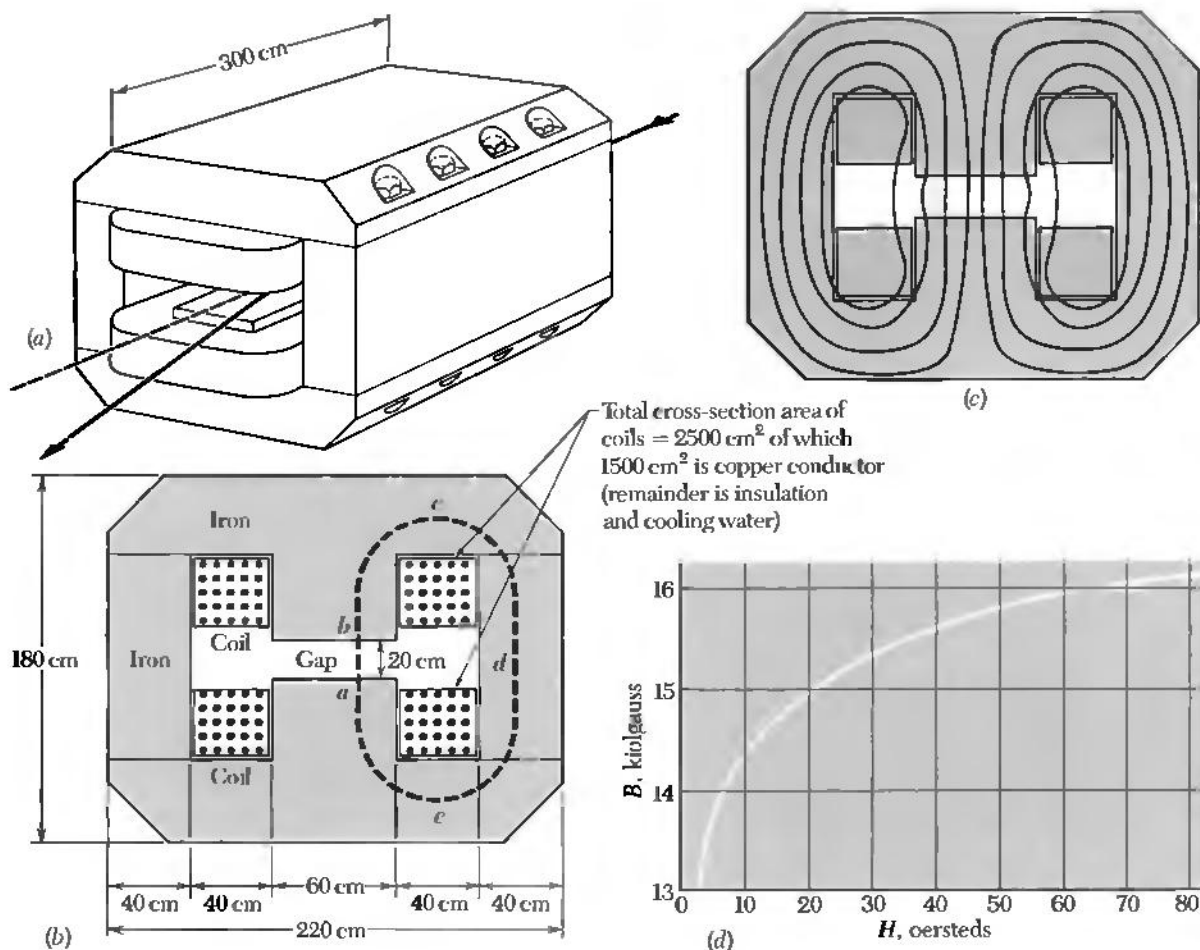 300 cm
(a)
(c)
Total cross-section area of
coils = 2500 cm² of which
1500 cm² is copper conductor
(remainder is insulation
and cooling water)
Iron
c
Coil
b
180 cm
Iron
Gap
20 cm
d
a
Coil
e
60 cm
40 cm
40 cm
40 cm
40 cm
220 cm
(b)
B, kiolgauss
16
15
14
13
0
10
20
30
40
50
60
70
80
H, oersteds
(d)